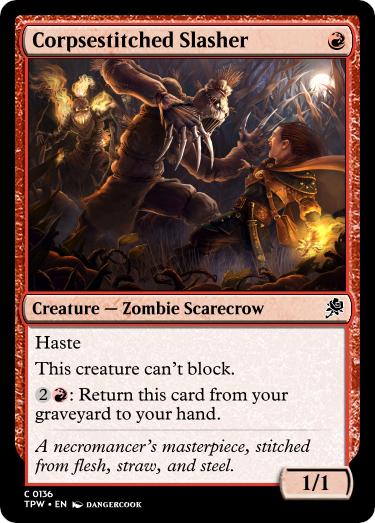 Corpsestitched Slasher
Creature — Zombie Scarecrow
Haste
This creature can't block.
2 R: Return this card from your
graveyard to your hand.
A necromancer's masterpiece, stitched
from flesh, straw, and steel.
1/1
C 0136
TPW • EN DANGERCOOK